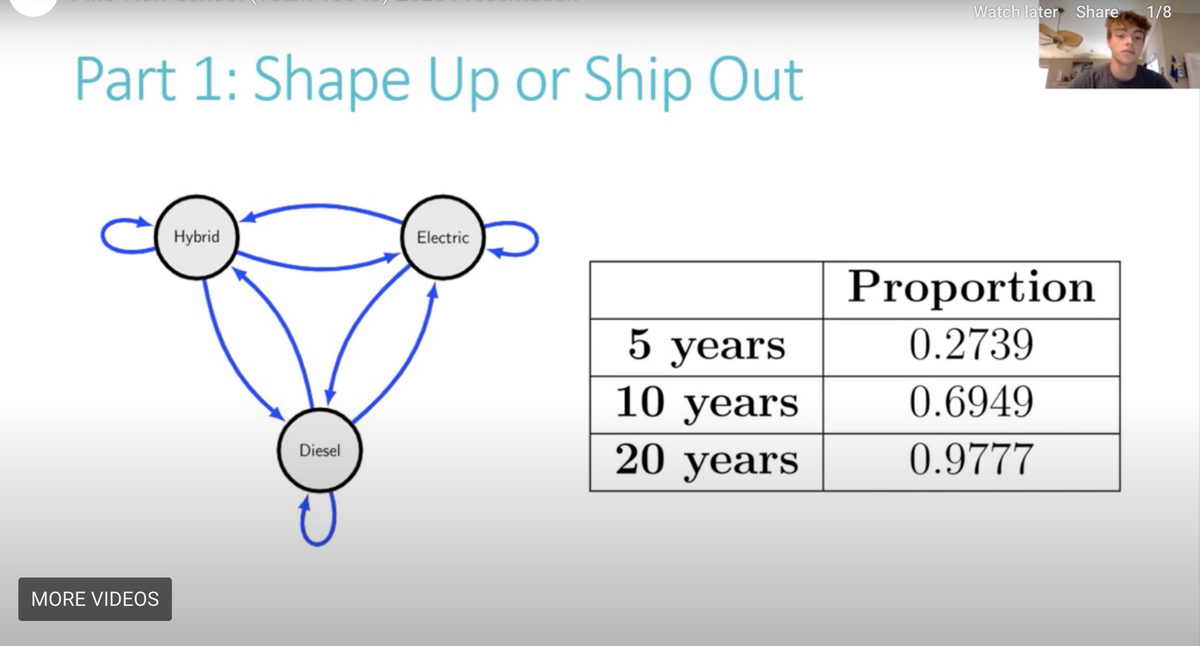 Watch later Share 1/8
Part 1: Shape Up or Ship Out
Hybrid
Electric
Diesel
Proportion
5 years 0.2739
10 years 0.6949
20 years 0.9777
MORE VIDEOS